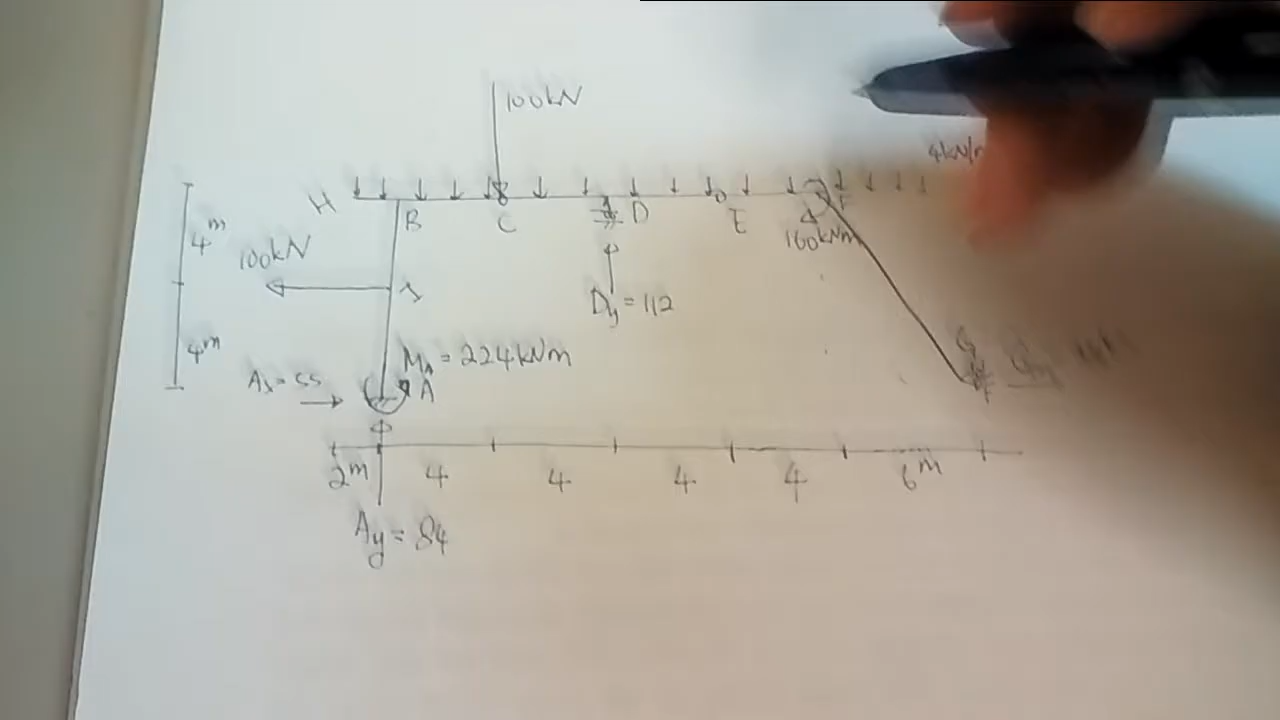 100kN
4kN/m
H
B
C
D
E
F
4m
100kN
160kNm
Dy = 112
4m
MA = 224kNm
Ax = 55
A
G
2m
4
4
4
4
6m
Ay = 84